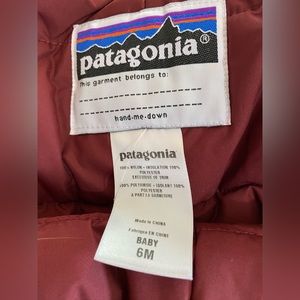 patagonia®
This garment belongs to:
hand-me-down
patagonia
100% NYLON • INSULATION 100%
POLYESTER
EXCLUSIVE OF TRIM
100% POLYAMIDE • ISOLANT 100%
POLYESTER
À PART LA GARNITURE
Made in CHINA
Fabriqué EN CHINE
BABY
6M